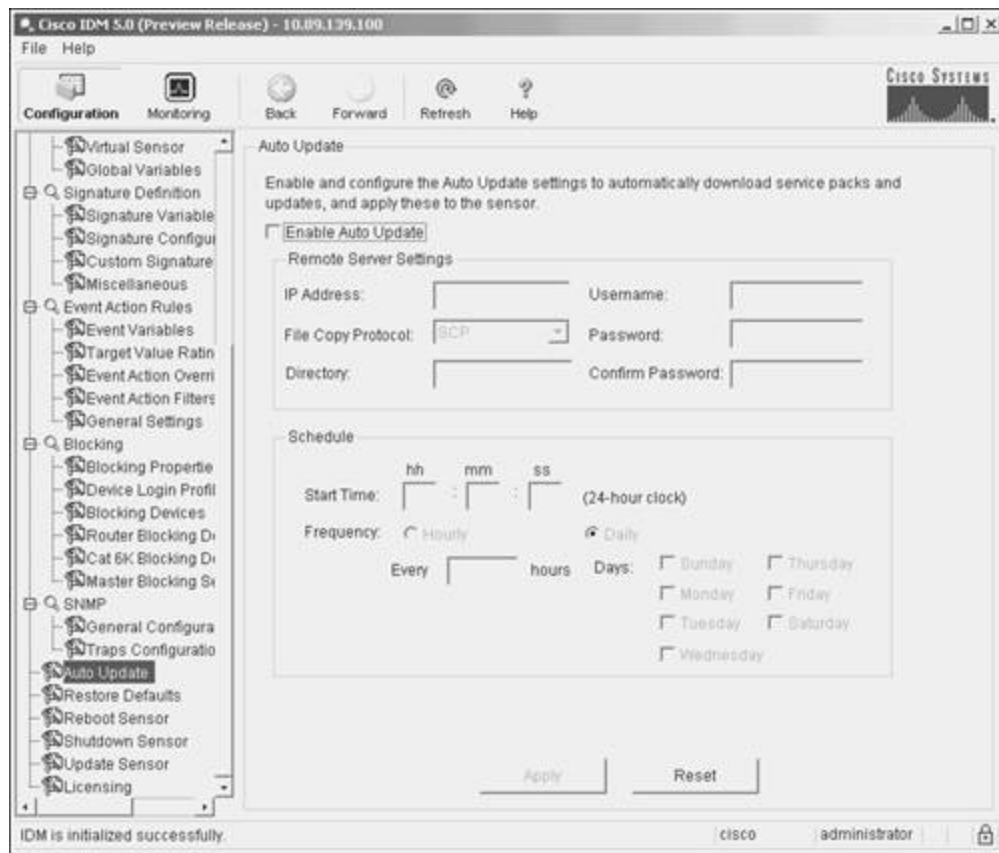 Cisco IDM 5.0 (Preview Release) - 10.89.139.100
File Help
Configuration Monitoring Back Forward Refresh Help
CISCO SYSTEMS
Virtual Sensor
Global Variables
Signature Definition
Signature Variable
Signature Configur
Custom Signature
Miscellaneous
Event Action Rules
Event Variables
Target Value Ratin
Event Action Overri
Event Action Filters
General Settings
Blocking
Blocking Propertie
Device Login Profil
Blocking Devices
Router Blocking De
Cat 6K Blocking De
Master Blocking Se
SNMP
General Configura
Traps Configuratio
Auto Update
Restore Defaults
Reboot Sensor
Shutdown Sensor
Update Sensor
Licensing
Auto Update
Enable and configure the Auto Update settings to automatically download service packs and
updates, and apply these to the sensor.
Enable Auto Update
Remote Server Settings
IP Address: Username:
File Copy Protocol: SCP Password:
Directory: Confirm Password:
Schedule
hh mm ss
Start Time: : : (24-hour clock)
Frequency: Hourly Daily
Every hours Days: Sunday Thursday
Monday Friday
Tuesday Saturday
Wednesday
Apply Reset
IDM is initialized successfully. cisco administrator